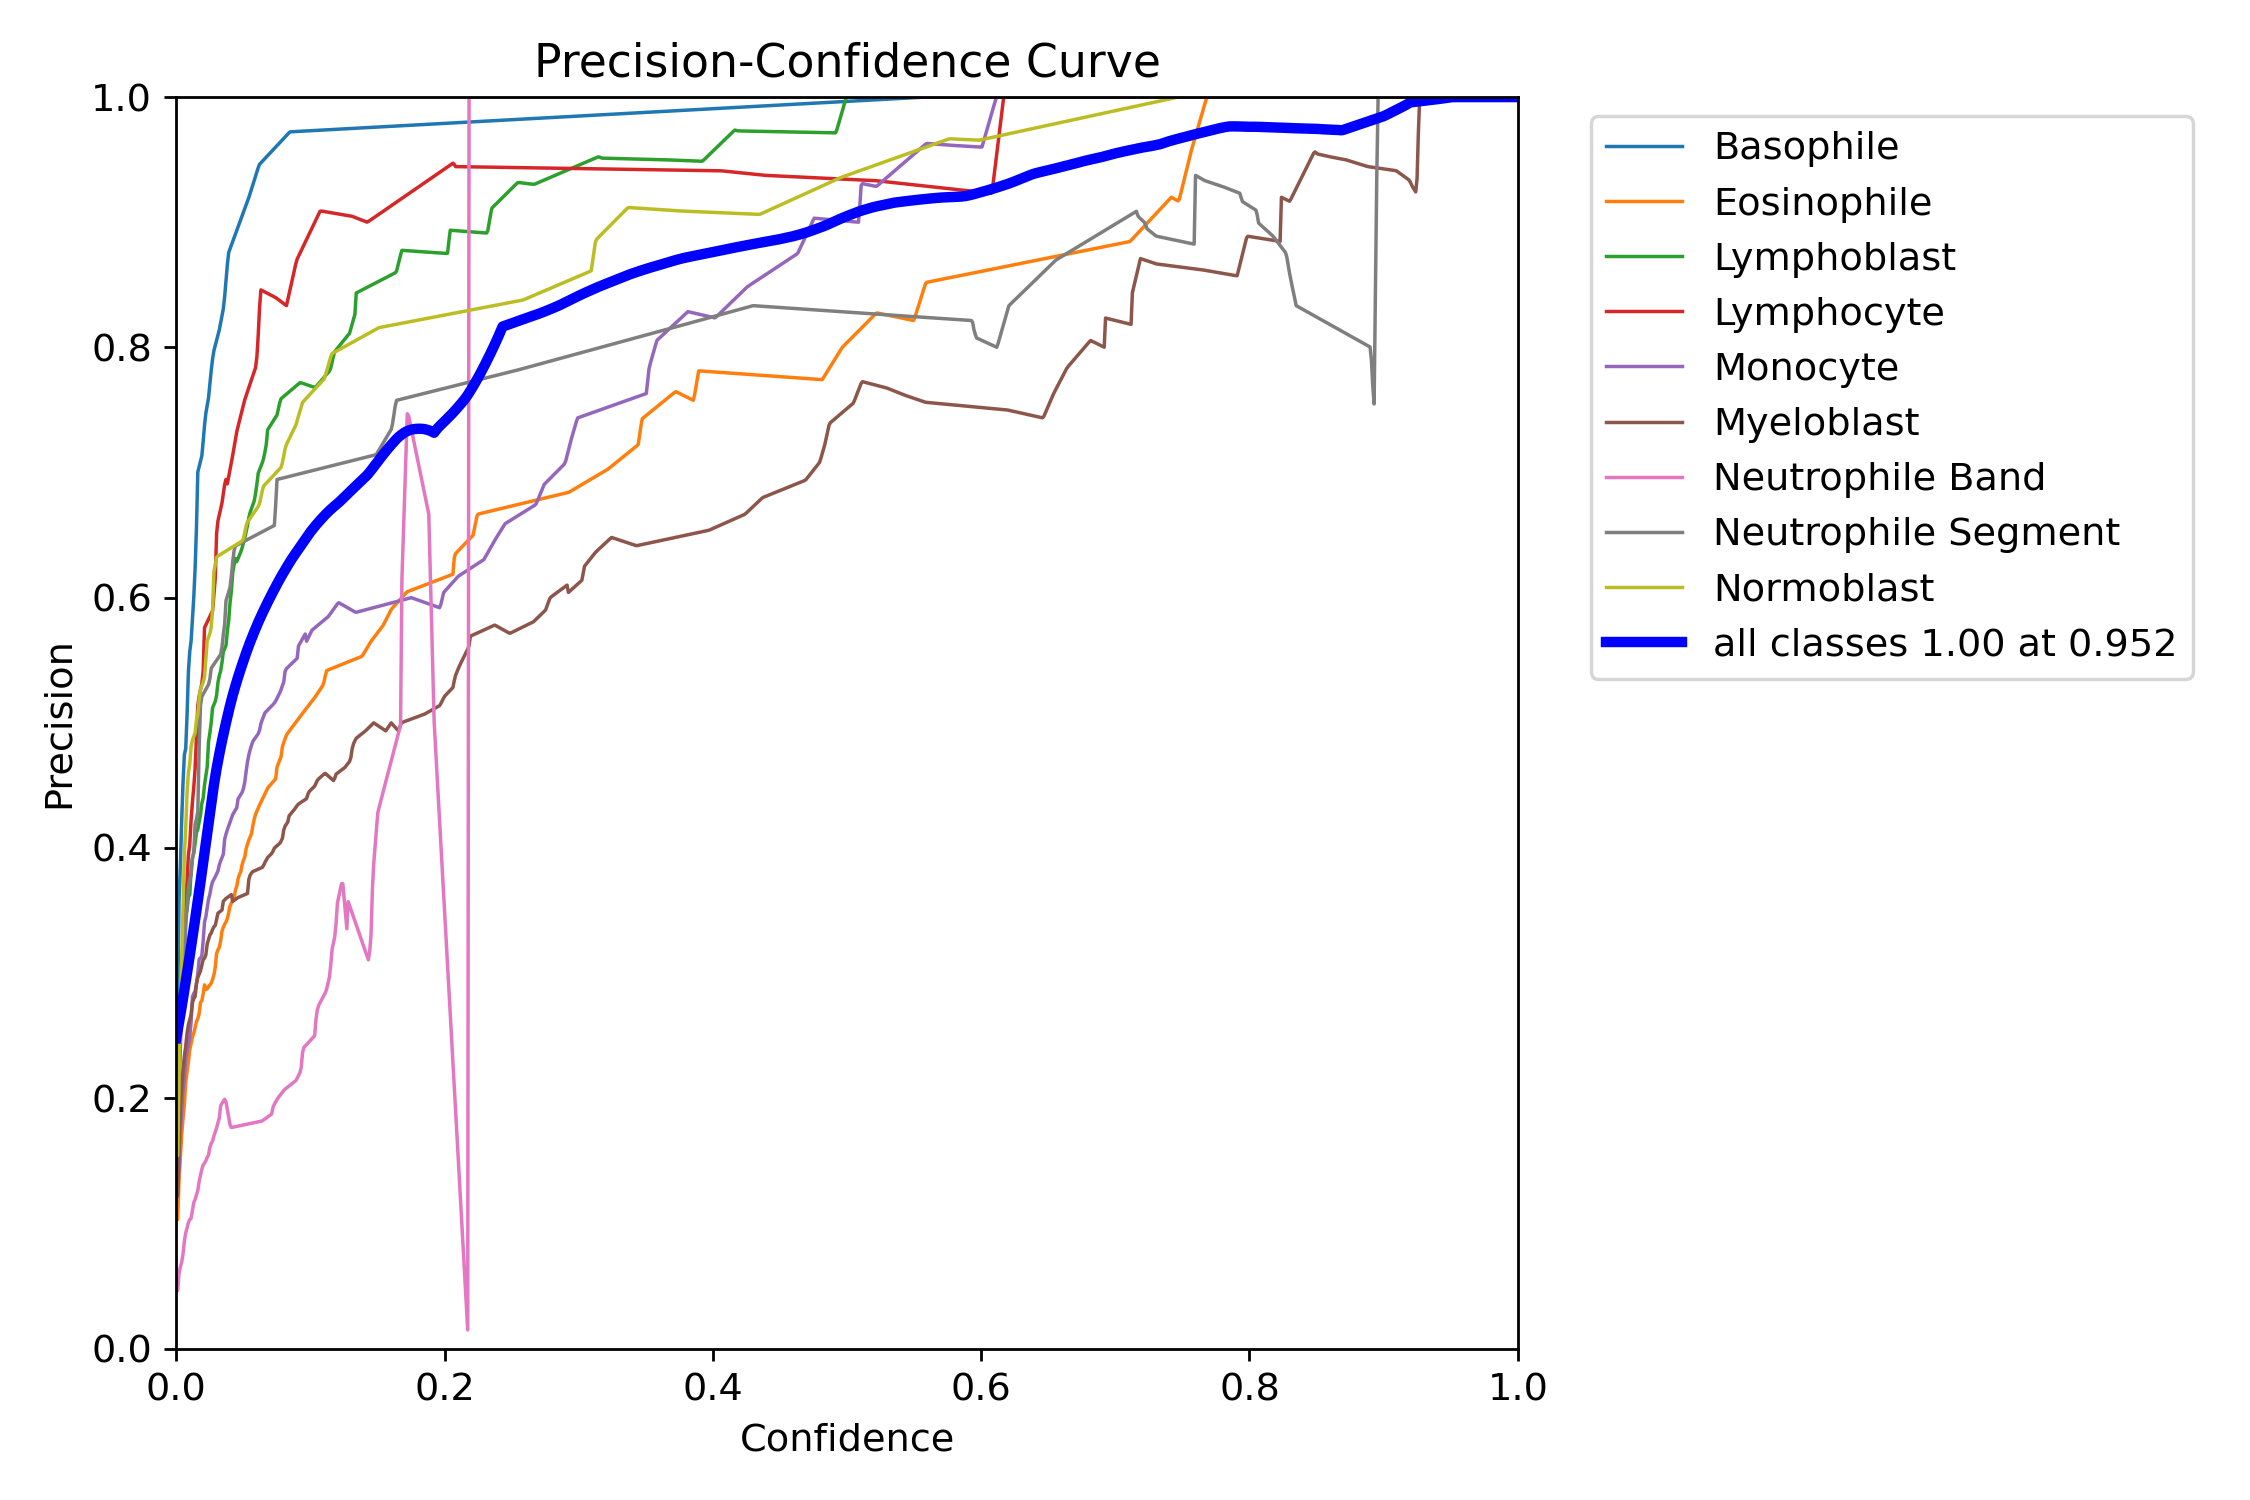 Precision-Confidence Curve
1.0
0.8
0.6
0.4
0.2
0.0
Precision
0.0 0.2 0.4 0.6 0.8 1.0
Confidence
Basophile
Eosinophile
Lymphoblast
Lymphocyte
Monocyte
Myeloblast
Neutrophile Band
Neutrophile Segment
Normoblast
all classes 1.00 at 0.952